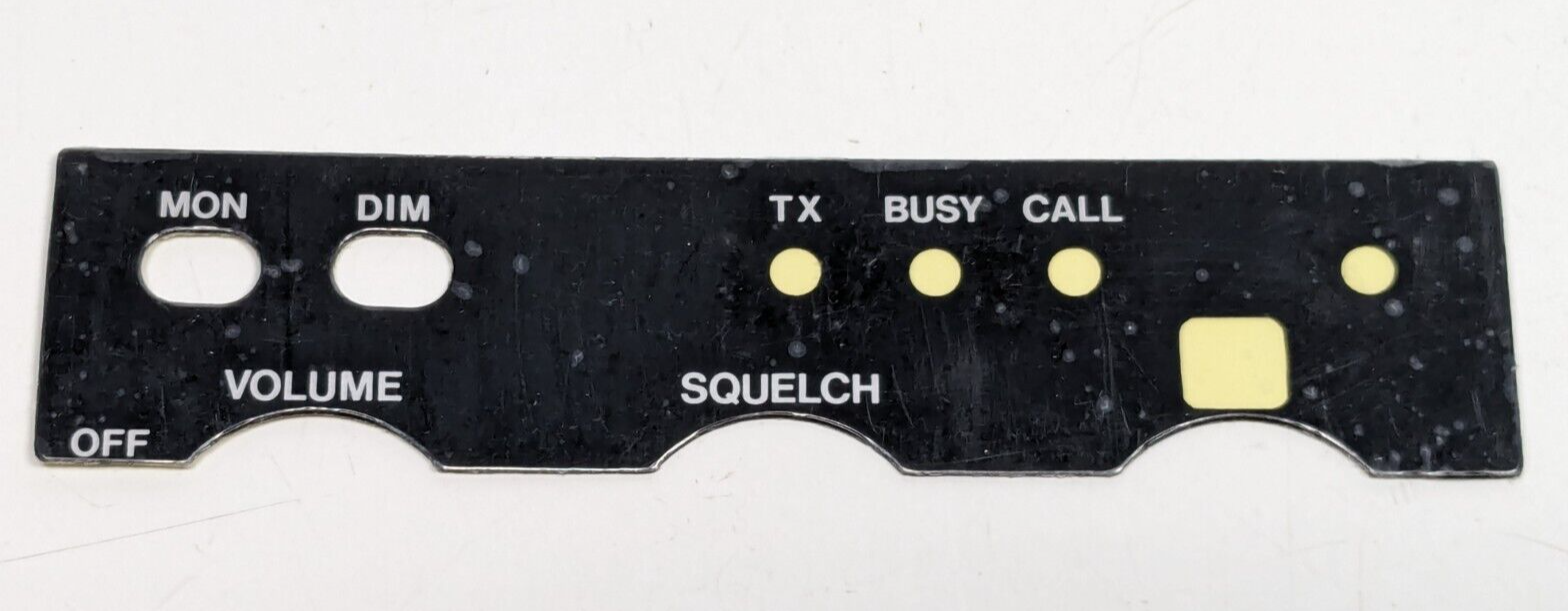 MON DIM TX BUSY CALL
VOLUME SQUELCH
OFF